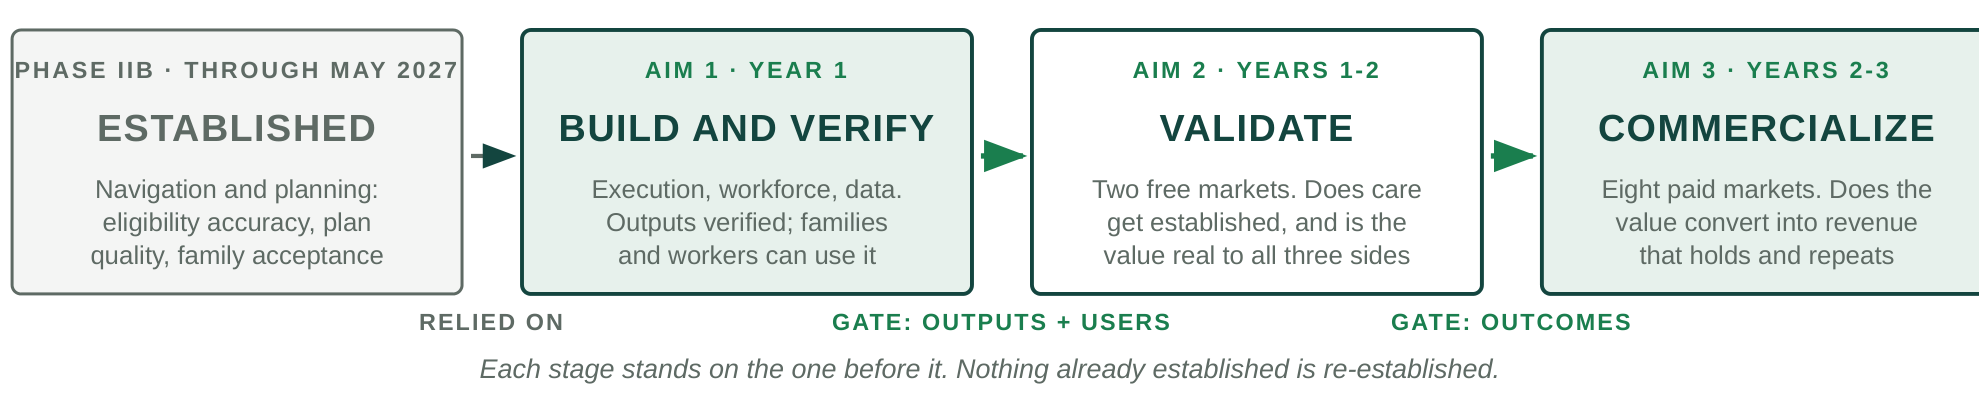 PHASE IIB · THROUGH MAY 2027
ESTABLISHED
Navigation and planning:
eligibility accuracy, plan
quality, family acceptance
AIM 1 · YEAR 1
BUILD AND VERIFY
Execution, workforce, data.
Outputs verified; families
and workers can use it
AIM 2 · YEARS 1-2
VALIDATE
Two free markets. Does care
get established, and is the
value real to all three sides
AIM 3 · YEARS 2-3
COMMERCIALIZE
Eight paid markets. Does the
value convert into revenue
that holds and repeats
RELIED ON
GATE: OUTPUTS + USERS
GATE: OUTCOMES
Each stage stands on the one before it. Nothing already established is re-established.